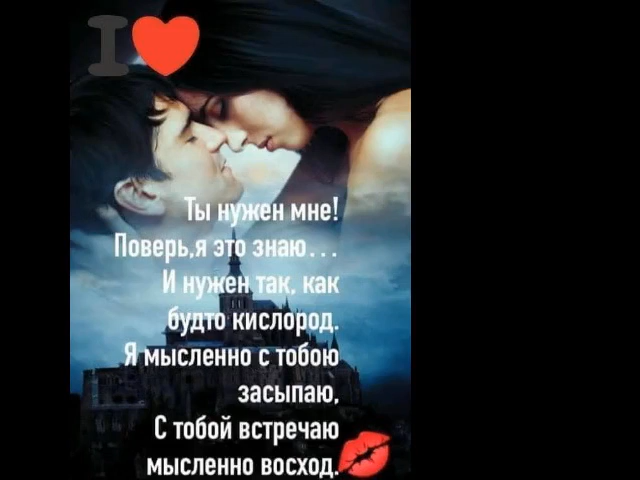 I❤
Ты нужен мне!
Поверь,я это знаю...
И нужен так, как
будто кислород.
Я мысленно с тобою
засыпаю,
С тобой встречаю
мысленно восход.